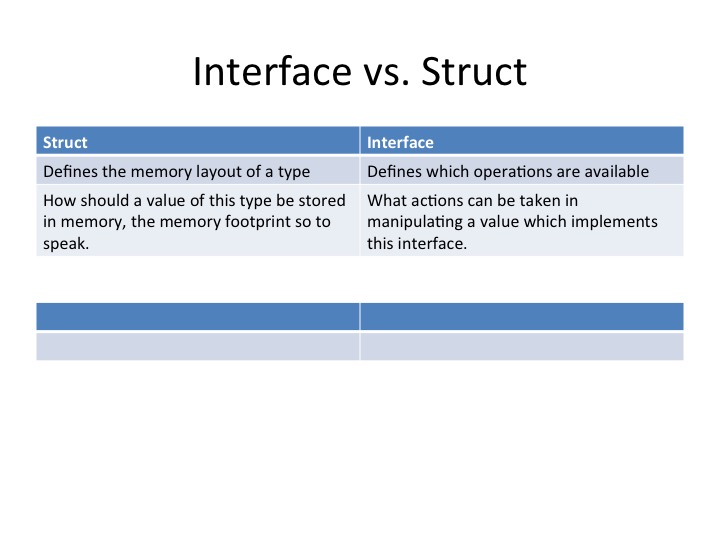 Interface vs. Struct
Struct
Interface
Defines the memory layout of a type
Defines which operations are available
How should a value of this type be stored
in memory, the memory footprint so to
speak.
What actions can be taken in
manipulating a value which implements
this interface.